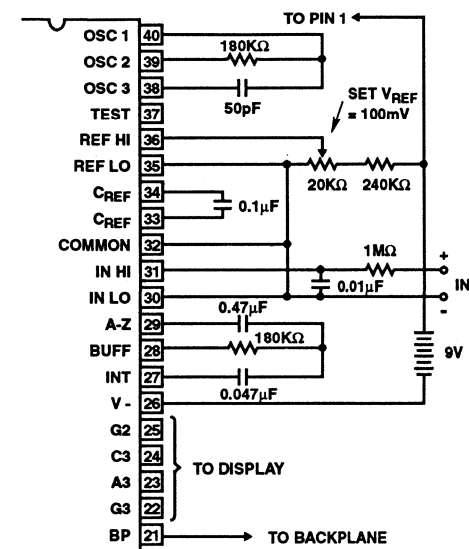 TO PIN 1
OSC 1 40
180KΩ
OSC 2 39
OSC 3 38
50pF
TEST 37
SET VREF
= 100mV
REF HI 36
REF LO 35
20KΩ 240KΩ
CREF 34
0.1µF
CREF 33
COMMON 32
1MΩ
+
IN HI 31
IN
0.01µF
IN LO 30
-
0.47µF
A-Z 29
180KΩ
BUFF 28
9V
INT 27
0.047µF
V - 26
G2 25
C3 24
TO DISPLAY
A3 23
G3 22
BP 21
TO BACKPLANE